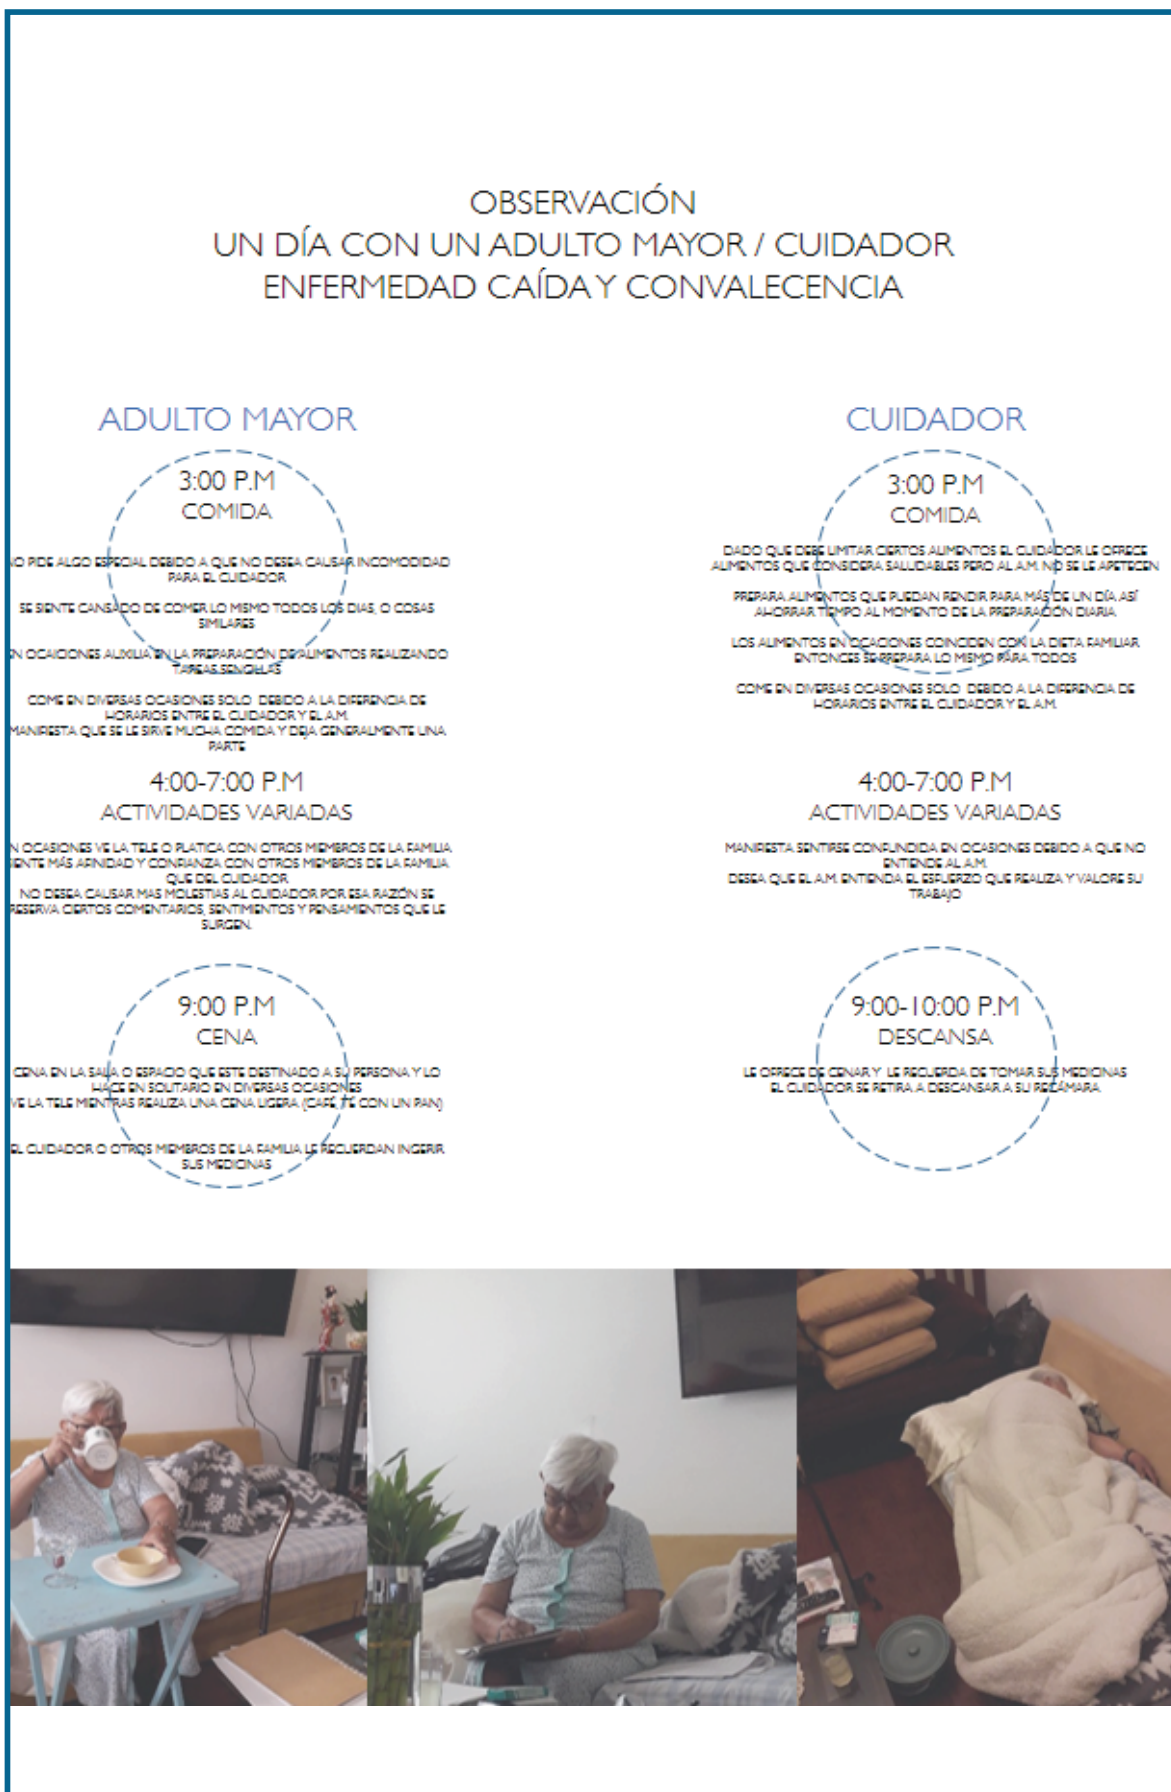 OBSERVACIÓN
UN DÍA CON UN ADULTO MAYOR / CUIDADOR
ENFERMEDAD CAÍDA Y CONVALECENCIA
ADULTO MAYOR
3:00 P.M
COMIDA
PIDE ALGO ESPECIAL DEBIDO A QUE NO DESEA CAUSAR INCOMODIDAD
PARA EL CUIDADOR
SE SIENTE CANSADO DE COMER LO MISMO TODOS LOS DIAS, O COSAS
SIMILARES
EN OCAICIONES AUXILIA EN LA PREPARACIÓN DE ALIMENTOS REALIZANDO
TAREAS SENCILLAS
COME EN DIVERSAS OCASIONES SOLO DEBIDO A LA DIFERENCIA DE
HORARIOS ENTRE EL CUIDADOR Y EL A.M.
MANIFIESTA QUE SE LE SIRVE MUCHA COMIDA Y DEJA GENERALMENTE UNA
PARTE
4:00-7:00 P.M
ACTIVIDADES VARIADAS
N OCASIONES VE LA TELE O PLATICA CON OTROS MIEMBROS DE LA FAMILIA
IENTE MÁS AFINIDAD Y CONFIANZA CON OTROS MIEMBROS DE LA FAMILIA
QUE DEL CUIDADOR
NO DESEA CAUSAR MAS MOLESTIAS AL CUIDADOR POR ESA RAZÓN SE
RESERVA CIERTOS COMENTARIOS, SENTIMIENTOS Y PENSAMIENTOS QUE LE
SURGEN.
9:00 P.M
CENA
CENA EN LA SALA O ESPACIO QUE ESTE DESTINADO A SU PERSONA Y LO
HACE EN SOLITARIO EN DIVERSAS OCASIONES
VE LA TELE MIENTRAS REALIZA UNA CENA LIGERA (CAFÉ, TÉ CON UN PAN)
EL CUIDADOR O OTROS MIEMBROS DE LA FAMILIA LE RECUERDAN INGERIR
SUS MEDICINAS
CUIDADOR
3:00 P.M
COMIDA
DADO QUE DEBE LIMITAR CIERTOS ALIMENTOS EL CUIDADOR LE OFRECE
ALIMENTOS QUE CONSIDERA SALUDABLES PERO AL A.M. NO SE LE APETECEN
PREPARA ALIMENTOS QUE PUEDAN RENDIR PARA MÁS DE UN DÍA ASÍ
AHORRAR TIEMPO AL MOMENTO DE LA PREPARACIÓN DIARIA
LOS ALIMENTOS EN OCACIONES COINCIDEN CON LA DIETA FAMILIAR
ENTONCES SE PREPARA LO MISMO PARA TODOS
COME EN DIVERSAS OCASIONES SOLO DEBIDO A LA DIFERENCIA DE
HORARIOS ENTRE EL CUIDADOR Y EL A.M.
4:00-7:00 P.M
ACTIVIDADES VARIADAS
MANIFIESTA SENTIRSE CONFUNDIDA EN OCASIONES DEBIDO A QUE NO
ENTIENDE AL A.M.
DESEA QUE EL A.M. ENTIENDA EL ESFUERZO QUE REALIZA Y VALORE SU
TRABAJO
9:00-10:00 P.M
DESCANSA
LE OFRECE DE CENAR Y LE RECUERDA DE TOMAR SUS MEDICINAS
EL CUIDADOR SE RETIRA A DESCANSAR A SU RECÁMARA